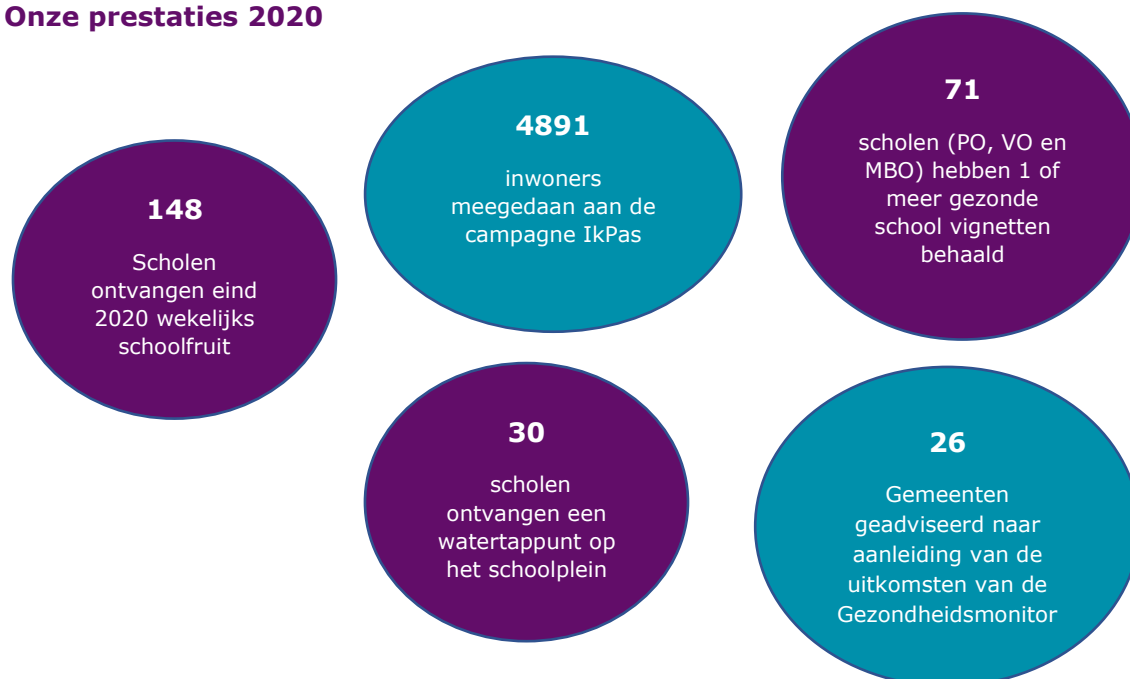 Onze prestaties 2020
148
Scholen
ontvangen eind
2020 wekelijks
schoolfruit
4891
inwoners
meegedaan aan de
campagne IkPas
71
scholen (PO, VO en
MBO) hebben 1 of
meer gezonde
school vignetten
behaald
30
scholen
ontvangen een
watertappunt op
het schoolplein
26
Gemeenten
geadviseerd naar
aanleiding van de
uitkomsten van de
Gezondheidsmonitor